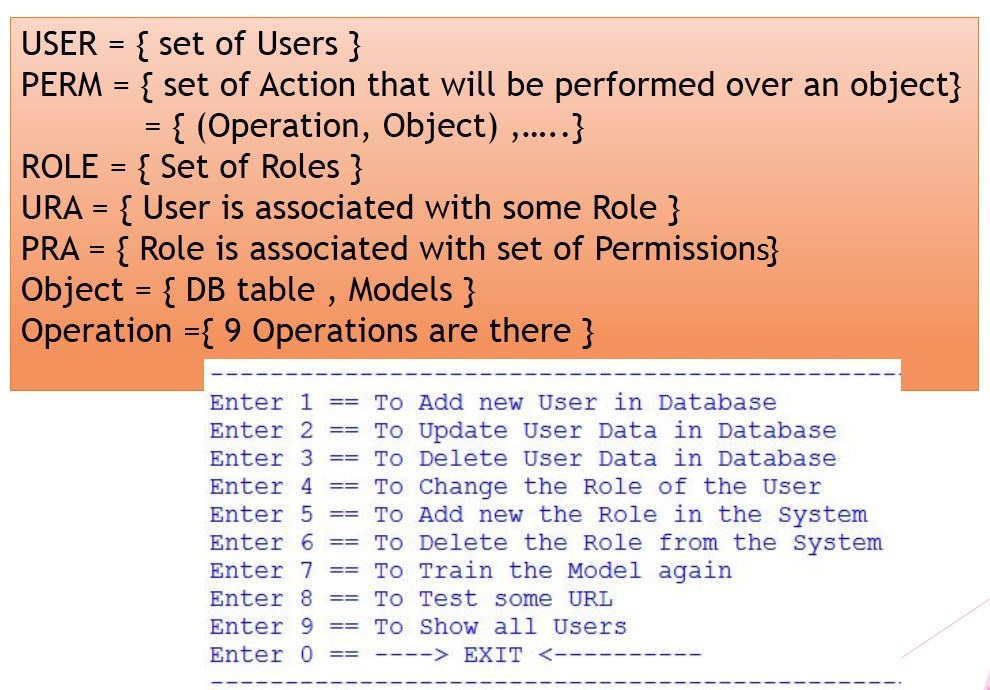 USER = { set of Users }
PERM = { set of Action that will be performed over an object}
= { (Operation, Object) ,…..}
ROLE = { Set of Roles }
URA = { User is associated with some Role }
PRA = { Role is associated with set of Permissions}
Object = { DB table , Models }
Operation ={ 9 Operations are there }
-----------------------------------------------
Enter 1 == To Add new User in Database
Enter 2 == To Update User Data in Database
Enter 3 == To Delete User Data in Database
Enter 4 == To Change the Role of the User
Enter 5 == To Add new the Role in the System
Enter 6 == To Delete the Role from the System
Enter 7 == To Train the Model again
Enter 8 == To Test some URL
Enter 9 == To Show all Users
Enter 0 == ----> EXIT <----------
-----------------------------------------------